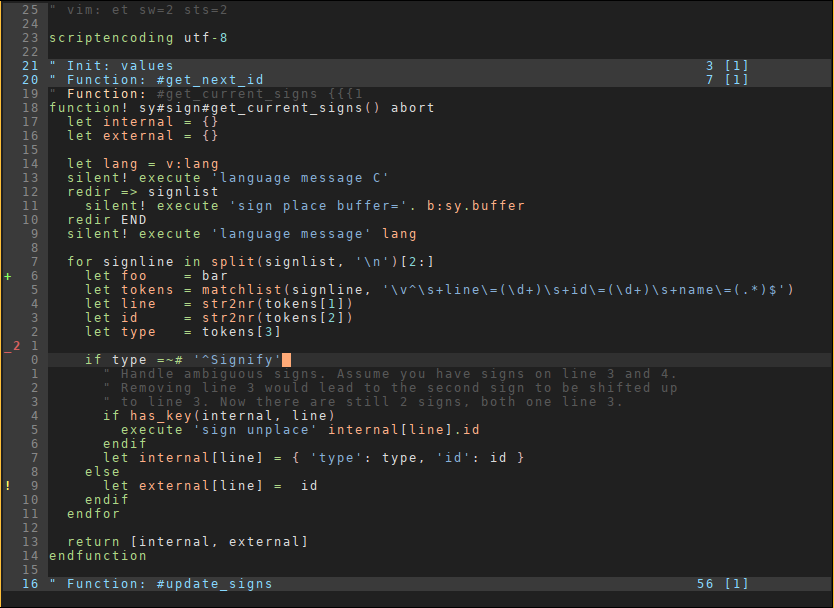 25 " vim: et sw=2 sts=2
24
23 scriptencoding utf-8
22
21 " Init: values 3 [1]
20 " Function: #get_next_id 7 [1]
19 " Function: #get_current_signs {{{1
18 function! sy#sign#get_current_signs() abort
17   let internal = {}
16   let external = {}
15
14   let lang = v:lang
13   silent! execute 'language message C'
12   redir => signlist
11     silent! execute 'sign place buffer='. b:sy.buffer
10   redir END
9   silent! execute 'language message' lang
8
7   for signline in split(signlist, '\n')[2:]
+ 6     let foo    = bar
5     let tokens = matchlist(signline, '\v^\s+line\=(\d+)\s+id\=(\d+)\s+name\=(.*)$')
4     let line   = str2nr(tokens[1])
3     let id     = str2nr(tokens[2])
2     let type   = tokens[3]
_2 1
0     if type =~# '^Signify'
1       " Handle ambiguous signs. Assume you have signs on line 3 and 4.
2       " Removing line 3 would lead to the second sign to be shifted up
3       " to line 3. Now there are still 2 signs, both one line 3.
4       if has_key(internal, line)
5         execute 'sign unplace' internal[line].id
6       endif
7       let internal[line] = { 'type': type, 'id': id }
8     else
! 9       let external[line] =  id
10     endif
11   endfor
12
13   return [internal, external]
14 endfunction
15
16 " Function: #update_signs 56 [1]